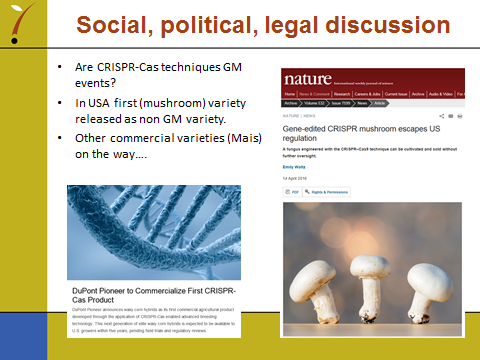 Social, political, legal discussion
• Are CRISPR-Cas techniques GM
events?
• In USA first (mushroom) variety
released as non GM variety.
• Other commercial varieties (Mais)
on the way....
DuPont Pioneer to Commercialize First CRISPR-
Cas Product
DuPont Pioneer announces waxy corn hybrids as its first commercial agricultural product
developed through the application of CRISPR-Cas enabled advanced breeding
technology. This next generation of elite waxy corn hybrids is expected to be available to
U.S. growers within five years, pending field trials and regulatory reviews.
nature International weekly journal of science
Home News & Comment Research Careers & Jobs Current Issue Archive Audio & Video For
Archive Volume 532 Issue 7599 News Article
NATURE | NEWS
Gene-edited CRISPR mushroom escapes US
regulation
A fungus engineered with the CRISPR–Cas9 technique can be cultivated and sold without
further oversight.
Emily Waltz
14 April 2016
PDF Rights & Permissions